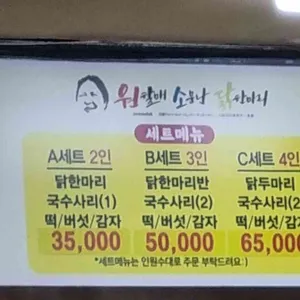 원할매 소문난 닭한마리
세트메뉴
A세트 2인
닭한마리
국수사리(1)
떡/버섯/감자
35,000
B세트 3인
닭한마리반
국수사리(2)
떡/버섯/감자
50,000
C세트 4인
닭두마리
국수사리(2
떡/버섯/감자
65,000
*세트메뉴는 인원수대로 주문 부탁드려요:)